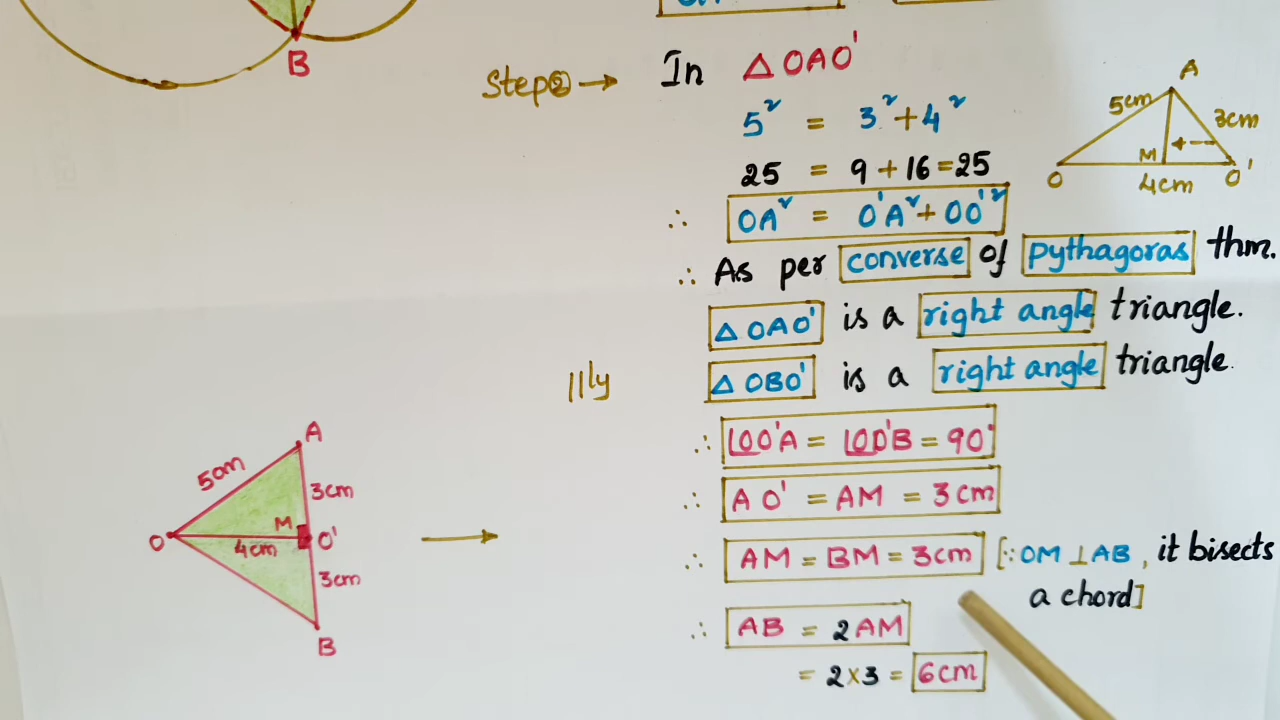 B
Step② → In △OAO'
5² = 3² + 4²
25 = 9 + 16 = 25
∴ OA² = O'A² + OO'²
A
5cm
3cm
M
O
4cm
O'
∴ As per converse of pythagoras thm.
△OAO' is a right angle triangle.
|||ly △OBO' is a right angle triangle.
∴ ∠OO'A = ∠OO'B = 90°
∴ AO' = AM = 3cm
∴ AM = BM = 3cm [∵ OM ⊥ AB, it bisects
a chord]
∴ AB = 2AM
= 2×3 = 6cm
A
5cm
3cm
M
O
4cm
O'
3cm
B